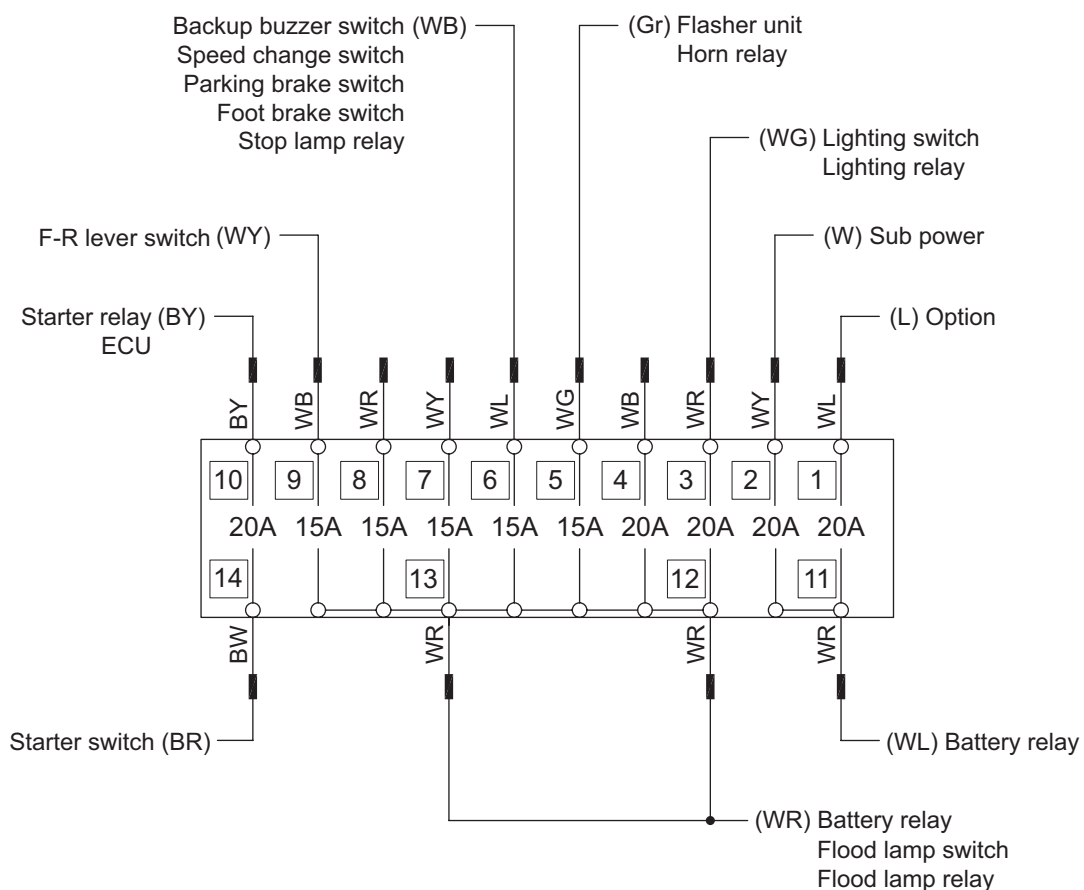 Backup buzzer switch (WB)
Speed change switch
Parking brake switch
Foot brake switch
Stop lamp relay
(Gr) Flasher unit
Horn relay
(WG) Lighting switch
Lighting relay
F-R lever switch (WY)
(W) Sub power
Starter relay (BY)
ECU
(L) Option
BY WB WR WY WL WG WB WR WY WL
10 9 8 7 6 5 4 3 2 1
20A 15A 15A 15A 15A 15A 20A 20A 20A 20A
14 13 12 11
BW WR WR WR
Starter switch (BR)
(WL) Battery relay
(WR) Battery relay
Flood lamp switch
Flood lamp relay